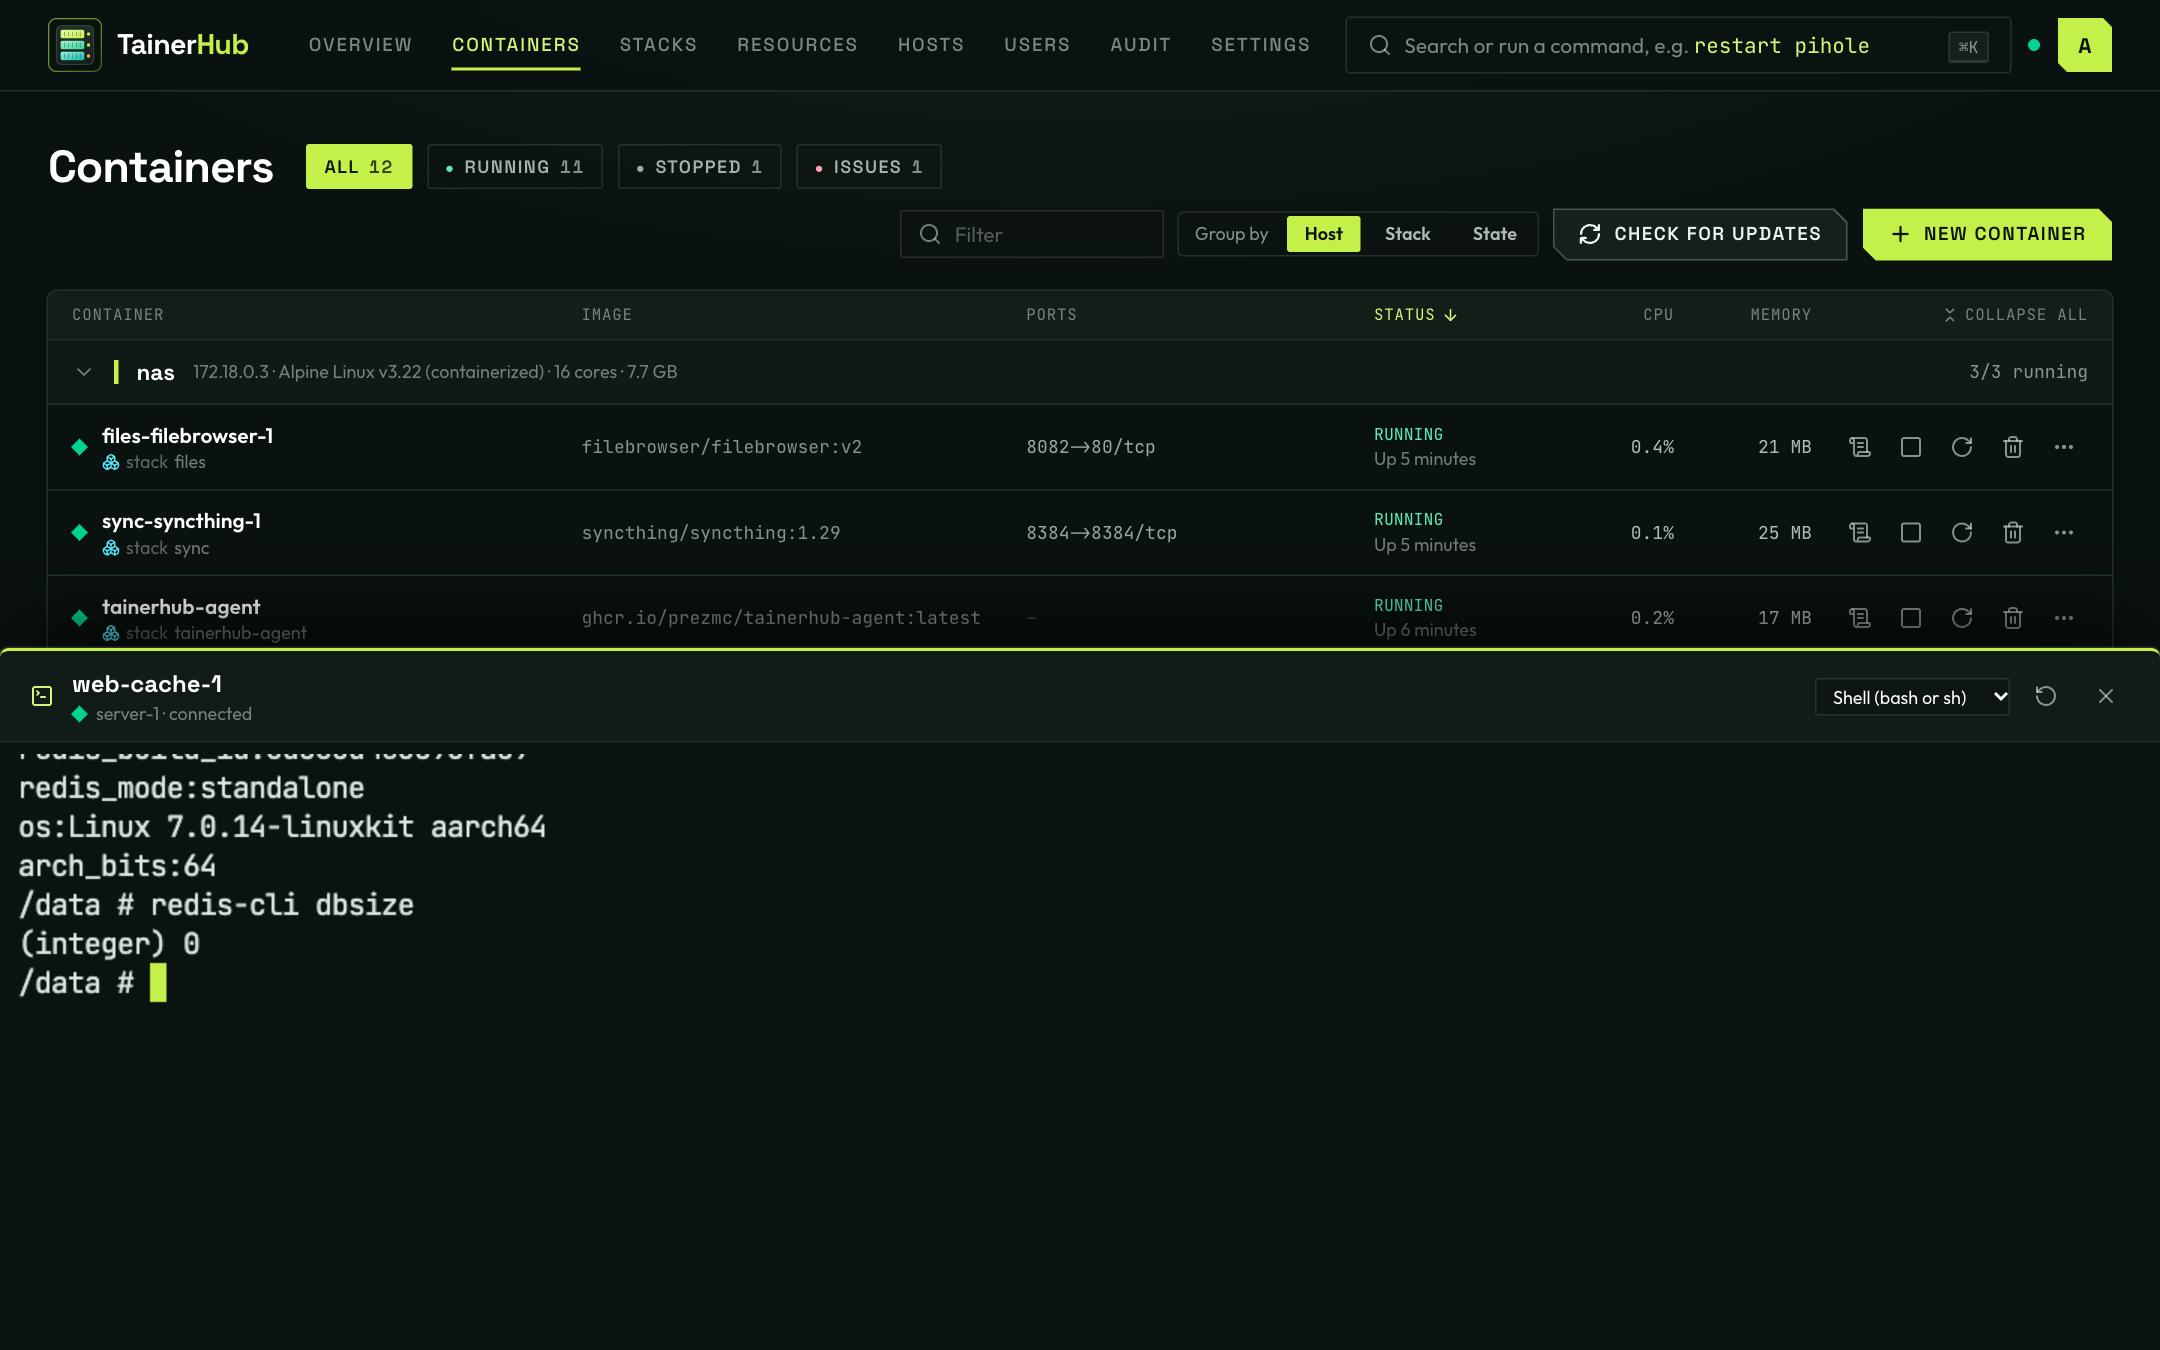 TainerHub
OVERVIEW CONTAINERS STACKS RESOURCES HOSTS USERS AUDIT SETTINGS
Search or run a command, e.g. restart pihole ⌘K
A
Containers
ALL 12
RUNNING 11
STOPPED 1
ISSUES 1
Filter
Group by Host Stack State
CHECK FOR UPDATES
+ NEW CONTAINER
CONTAINER IMAGE PORTS STATUS ↓ CPU MEMORY COLLAPSE ALL
nas 172.18.0.3 · Alpine Linux v3.22 (containerized) · 16 cores · 7.7 GB 3/3 running
files-filebrowser-1
stack files
filebrowser/filebrowser:v2
8082→80/tcp
RUNNING
Up 5 minutes
0.4%
21 MB
sync-syncthing-1
stack sync
syncthing/syncthing:1.29
8384→8384/tcp
RUNNING
Up 5 minutes
0.1%
25 MB
tainerhub-agent
stack tainerhub-agent
ghcr.io/prezmc/tainerhub-agent:latest
–
RUNNING
Up 6 minutes
0.2%
17 MB
web-cache-1
server-1 · connected
Shell (bash or sh)
redis_mode:standalone
os:Linux 7.0.14-linuxkit aarch64
arch_bits:64
/data # redis-cli dbsize
(integer) 0
/data #